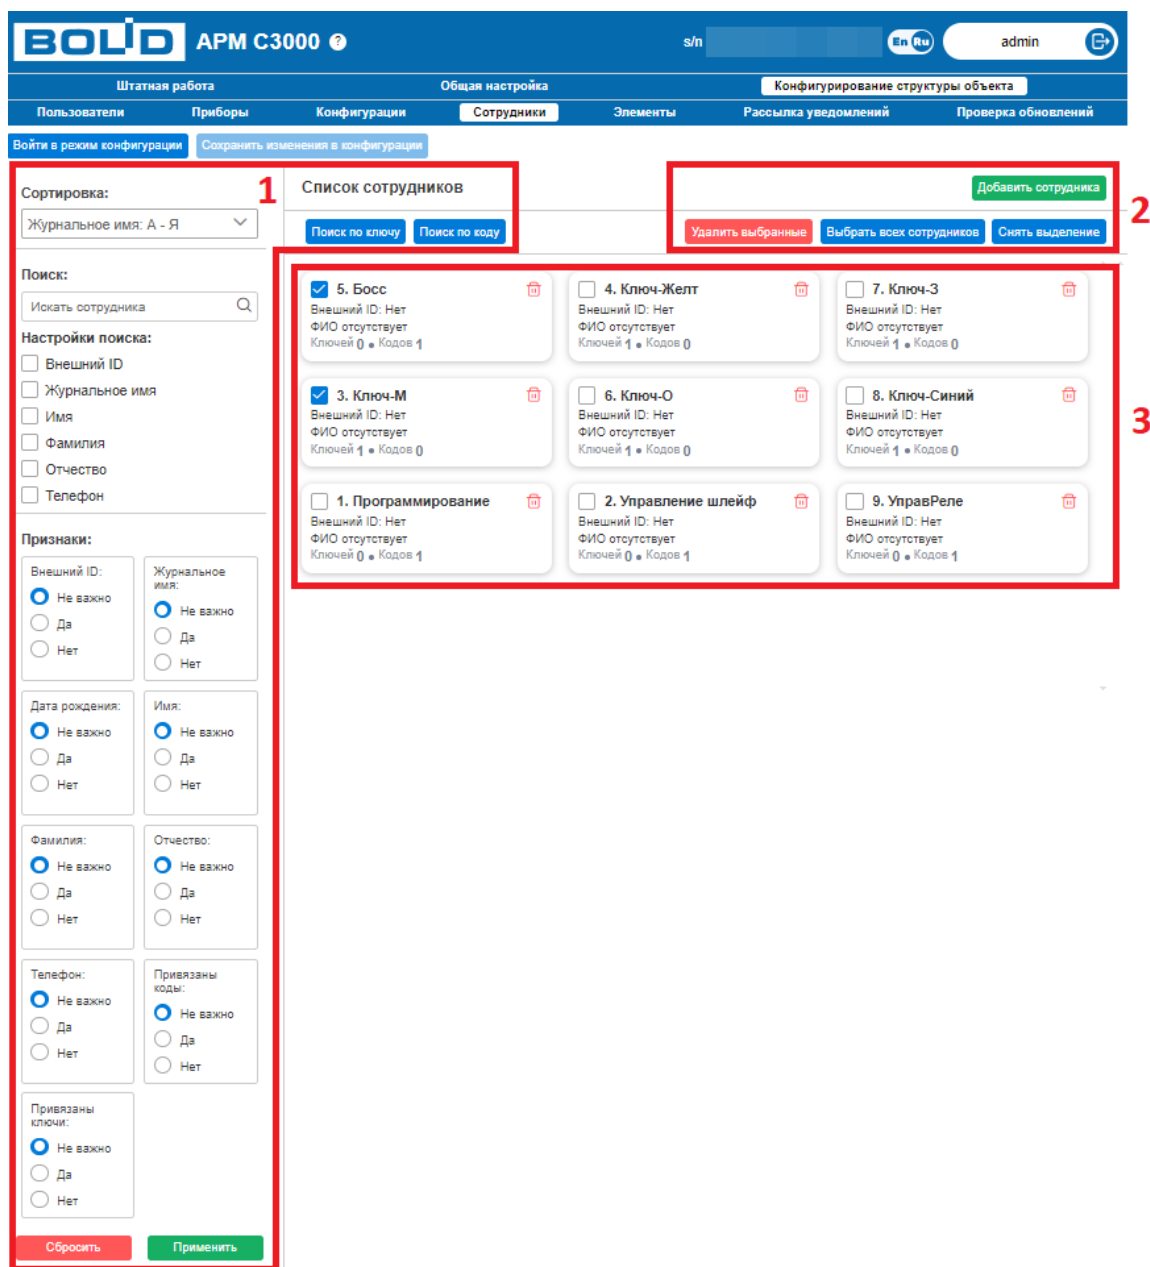 BOLID АРМ С3000 ? s/n En Ru admin
Штатная работа Общая настройка Конфигурирование структуры объекта
Пользователи Приборы Конфигурации Сотрудники Элементы Рассылка уведомлений Проверка обновлений
Войти в режим конфигурации Сохранить изменения в конфигурации
1
Сортировка:
Журнальное имя: А - Я
Поиск:
Искать сотрудника
Настройки поиска:
Внешний ID
Журнальное имя
Имя
Фамилия
Отчество
Телефон
Признаки:
Внешний ID:
Не важно
Да
Нет
Журнальное
имя:
Не важно
Да
Нет
Дата рождения:
Не важно
Да
Нет
Имя:
Не важно
Да
Нет
Фамилия:
Не важно
Да
Нет
Отчество:
Не важно
Да
Нет
Телефон:
Не важно
Да
Нет
Привязаны
коды:
Не важно
Да
Нет
Привязаны
ключи:
Не важно
Да
Нет
Сбросить Применить
Список сотрудников
Поиск по ключу Поиск по коду
2
Добавить сотрудника
Удалить выбранные Выбрать всех сотрудников Снять выделение
3
5. Босс
Внешний ID: Нет
ФИО отсутствует
Ключей 0 • Кодов 1
4. Ключ-Желт
Внешний ID: Нет
ФИО отсутствует
Ключей 1 • Кодов 0
7. Ключ-З
Внешний ID: Нет
ФИО отсутствует
Ключей 1 • Кодов 0
3. Ключ-М
Внешний ID: Нет
ФИО отсутствует
Ключей 1 • Кодов 0
6. Ключ-О
Внешний ID: Нет
ФИО отсутствует
Ключей 1 • Кодов 0
8. Ключ-Синий
Внешний ID: Нет
ФИО отсутствует
Ключей 1 • Кодов 0
1. Программирование
Внешний ID: Нет
ФИО отсутствует
Ключей 0 • Кодов 1
2. Управление шлейф
Внешний ID: Нет
ФИО отсутствует
Ключей 0 • Кодов 1
9. УправРеле
Внешний ID: Нет
ФИО отсутствует
Ключей 0 • Кодов 1